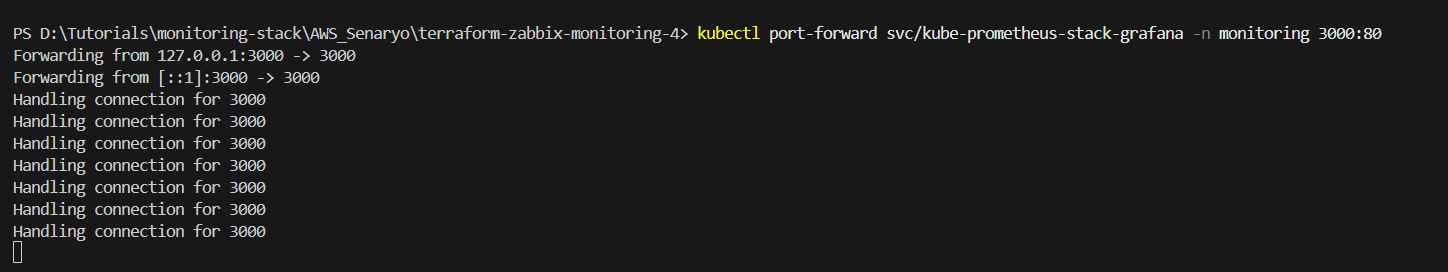 PS D:\Tutorials\monitoring-stack\AWS_Senaryo\terraform-zabbix-monitoring-4> kubectl port-forward svc/kube-prometheus-stack-grafana -n monitoring 3000:80
Forwarding from 127.0.0.1:3000 -> 3000
Forwarding from [::1]:3000 -> 3000
Handling connection for 3000
Handling connection for 3000
Handling connection for 3000
Handling connection for 3000
Handling connection for 3000
Handling connection for 3000
Handling connection for 3000